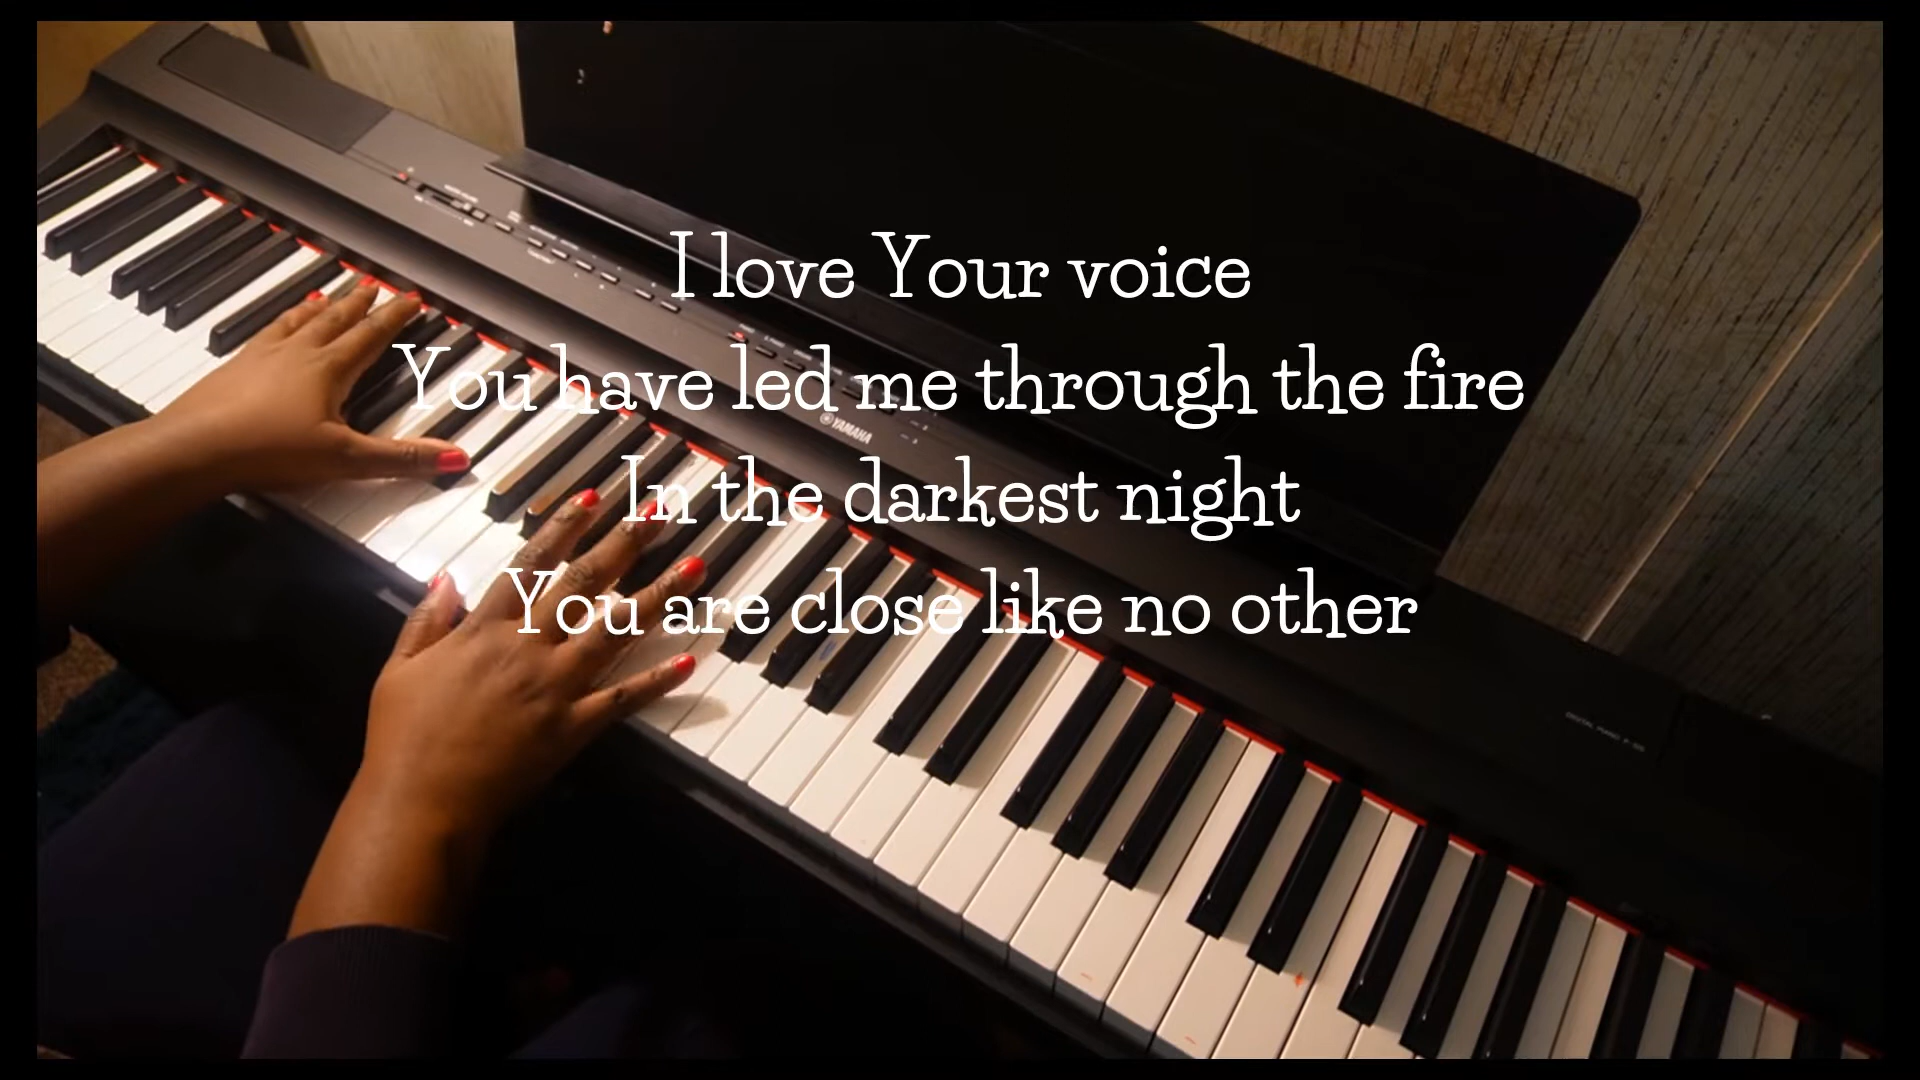 I love Your voice
You have led me through the fire
In the darkest night
You are close like no other
YAMAHA